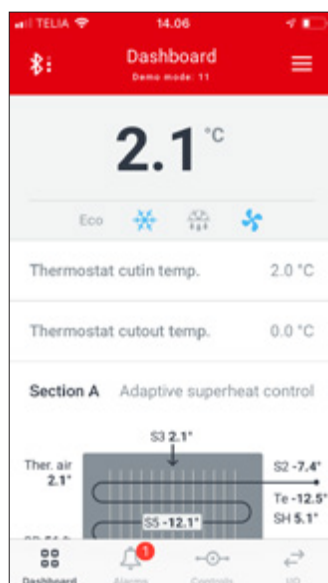 TELIA 14.06
Dashboard
Demo mode: 11
2.1 °C
Eco
Thermostat cutin temp. 2.0 °C
Thermostat cutout temp. 0.0 °C
Section A Adaptive superheat control
S3 2.1°
Ther. air
2.1°
S2 -7.4°
Te -12.5°
SH 5.1°
S5 -12.1°
1
Dashboard Alarms Controls I/O